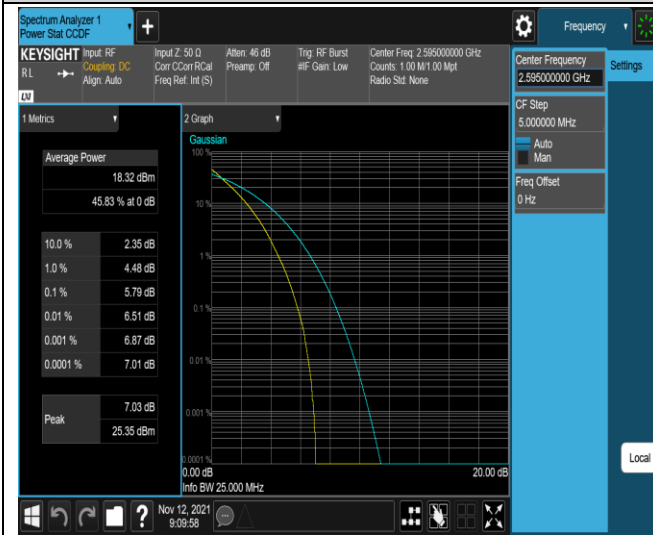 Spectrum Analyzer 1
Power Stat CCDF
+
Frequency
KEYSIGHT
RL
LXI
Input: RF
Coupling: DC
Align: Auto
Input Z: 50 Ω
Corr CCorr RCal
Freq Ref: Int (S)
Atten: 46 dB
Preamp: Off
Trig: RF Burst
#IF Gain: Low
Center Freq: 2.595000000 GHz
Counts: 1.00 M/1.00 Mpt
Radio Std: None
Center Frequency
2.595000000 GHz
Settings
CF Step
5.000000 MHz
Auto
Man
Freq Offset
0 Hz
1 Metrics
Average Power
18.32 dBm
45.83 % at 0 dB
10.0 % 2.35 dB
1.0 % 4.48 dB
0.1 % 5.79 dB
0.01 % 6.51 dB
0.001 % 6.87 dB
0.0001 % 7.01 dB
Peak
7.03 dB
25.35 dBm
2 Graph
Gaussian
100 %
10 %
1 %
0.1 %
0.01 %
0.001 %
0.0001 %
0.00 dB 20.00 dB
Info BW 25.000 MHz
Local
?
Nov 12, 2021
9:09:58